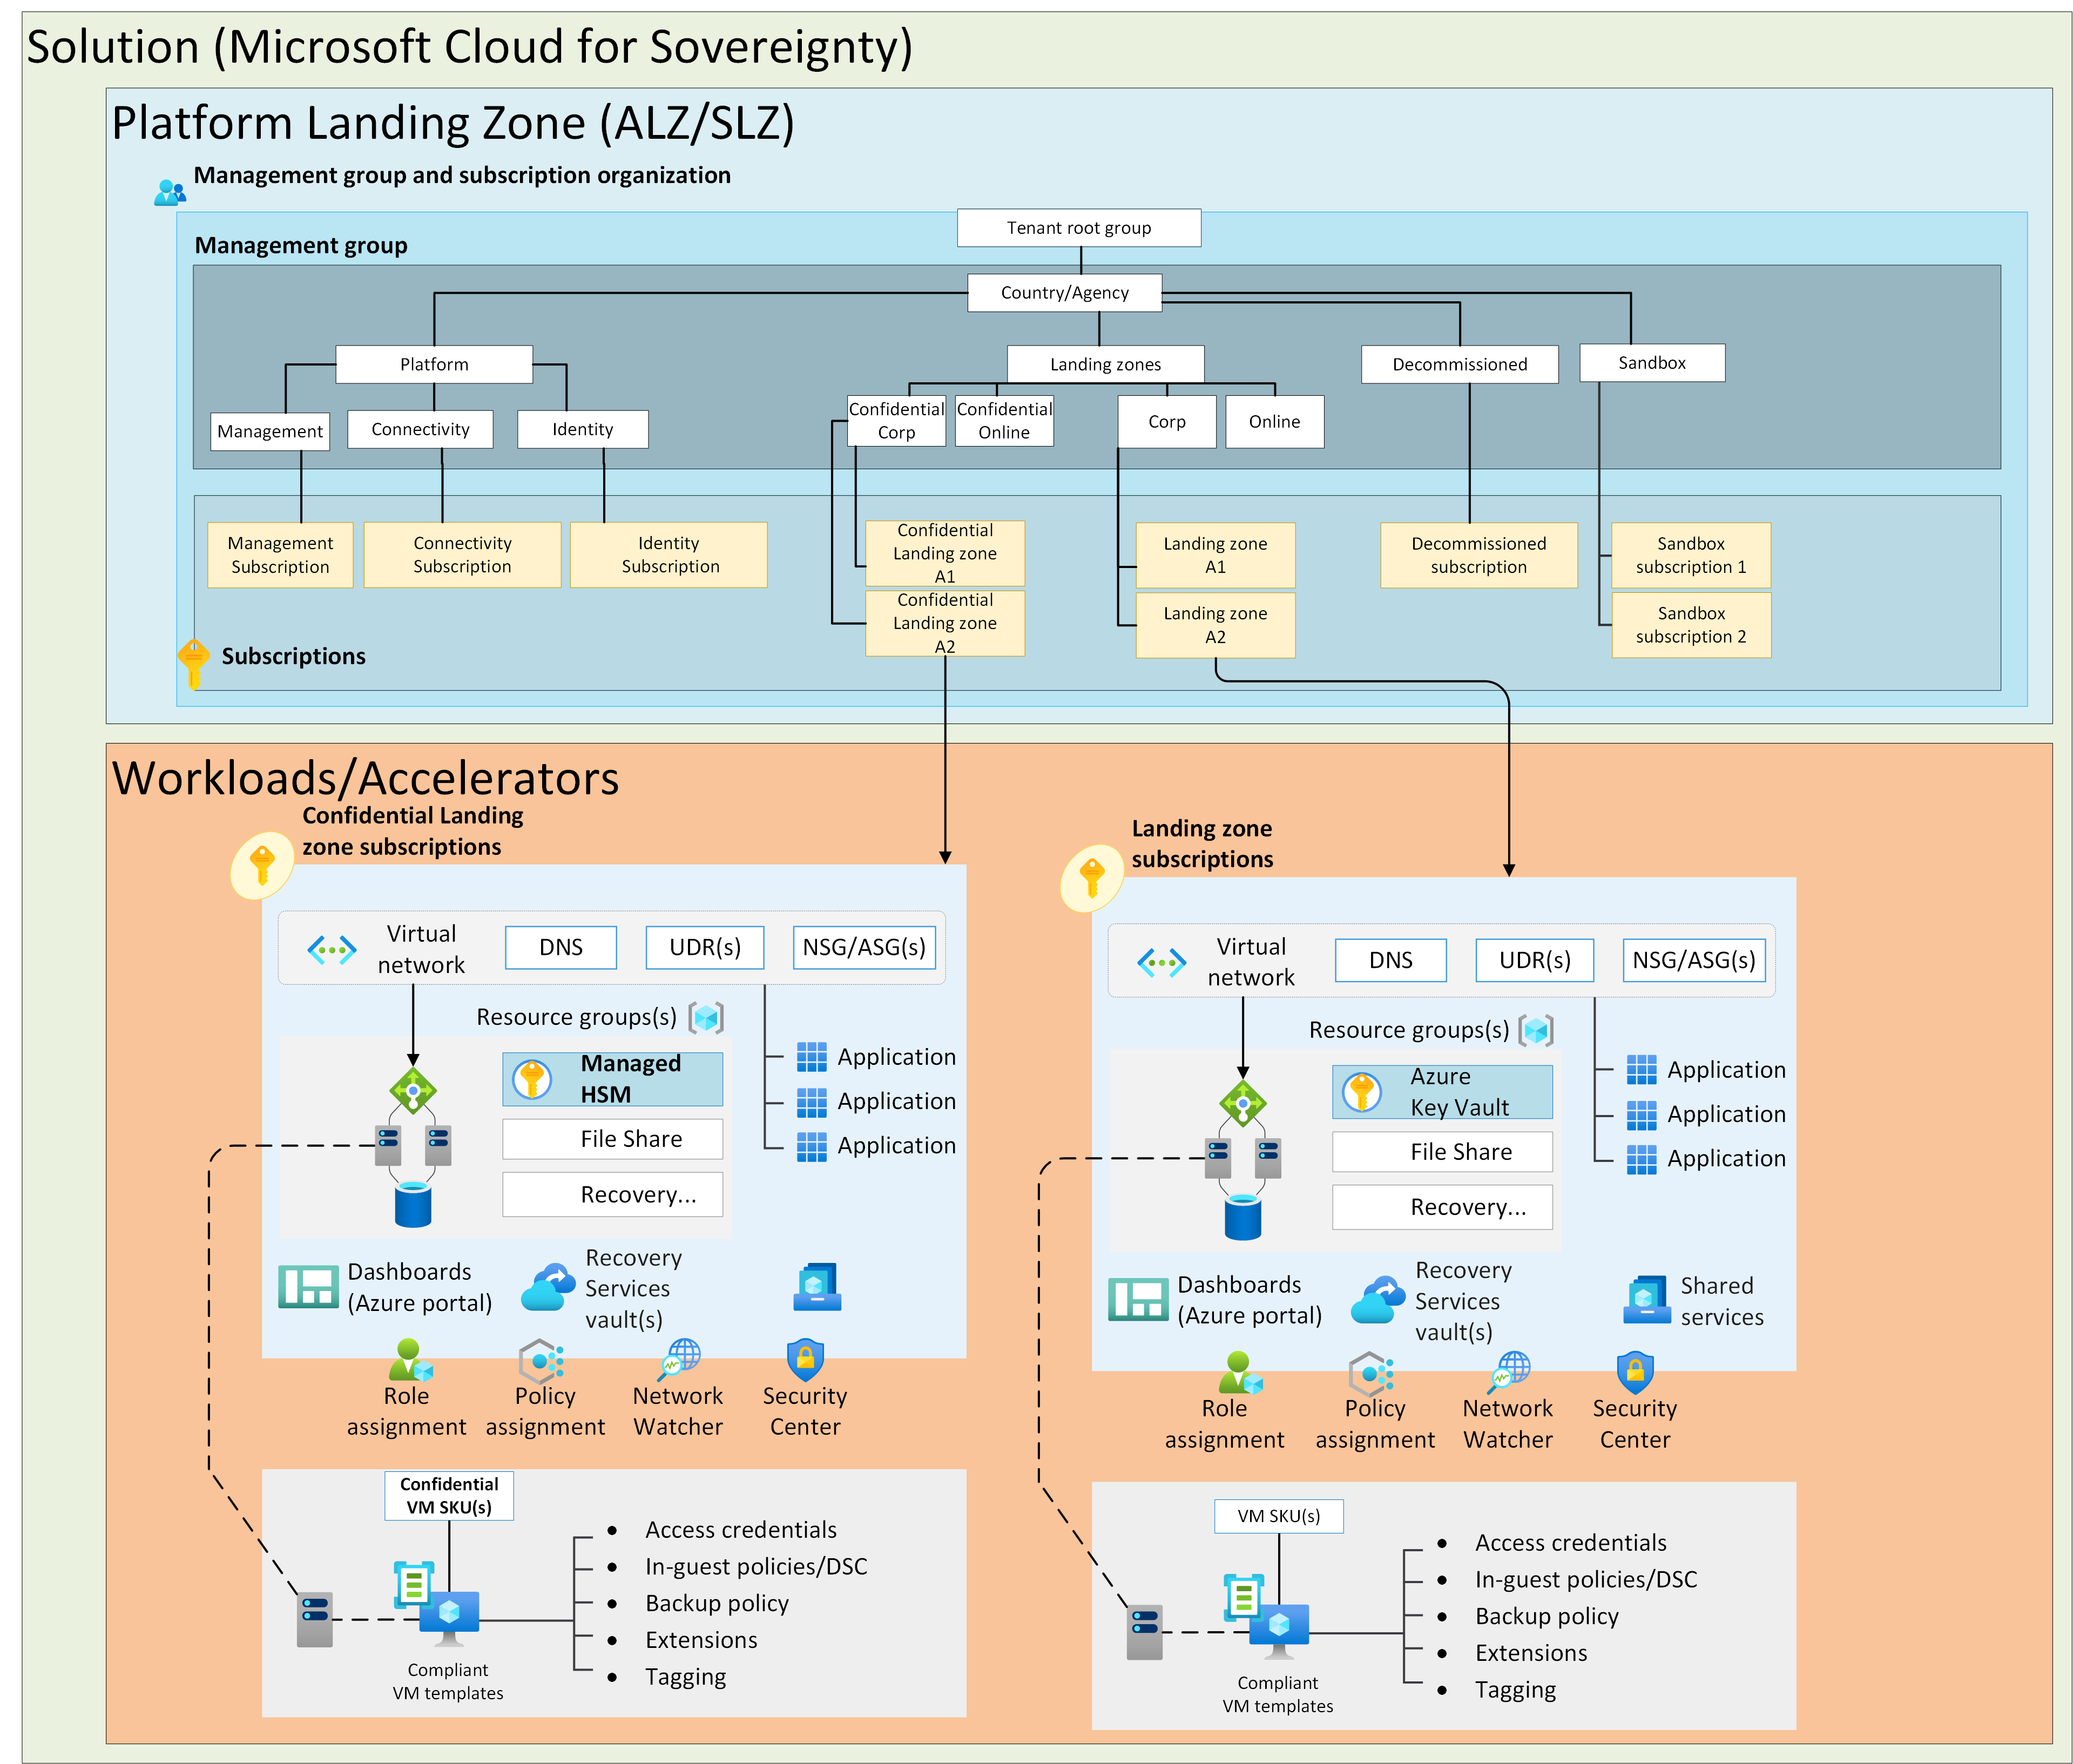 Solution (Microsoft Cloud for Sovereignty)
Platform Landing Zone (ALZ/SLZ)
Management group and subscription organization
Tenant root group
Management group
Country/Agency
Platform
Landing zones
Decommissioned
Sandbox
Management
Connectivity
Identity
Confidential
Corp
Confidential
Online
Corp
Online
Management
Subscription
Connectivity
Subscription
Identity
Subscription
Confidential
Landing zone
A1
Landing zone
A1
Decommissioned
subscription
Sandbox
subscription 1
Confidential
Landing zone
A2
Landing zone
A2
Sandbox
subscription 2
Subscriptions
Workloads/Accelerators
Confidential Landing
zone subscriptions
Virtual
network
DNS
UDR(s)
NSG/ASG(s)
Resource groups(s)
Managed
HSM
File Share
Recovery...
Application
Application
Application
Dashboards
(Azure portal)
Recovery
Services
vault(s)
Role
assignment
Policy
assignment
Network
Watcher
Security
Center
Confidential
VM SKU(s)
Compliant
VM templates
• Access credentials
• In-guest policies/DSC
• Backup policy
• Extensions
• Tagging
Landing zone
subscriptions
Virtual
network
DNS
UDR(s)
NSG/ASG(s)
Resource groups(s)
Azure
Key Vault
File Share
Recovery...
Application
Application
Application
Dashboards
(Azure portal)
Recovery
Services
vault(s)
Shared
services
Role
assignment
Policy
assignment
Network
Watcher
Security
Center
VM SKU(s)
Compliant
VM templates
• Access credentials
• In-guest policies/DSC
• Backup policy
• Extensions
• Tagging